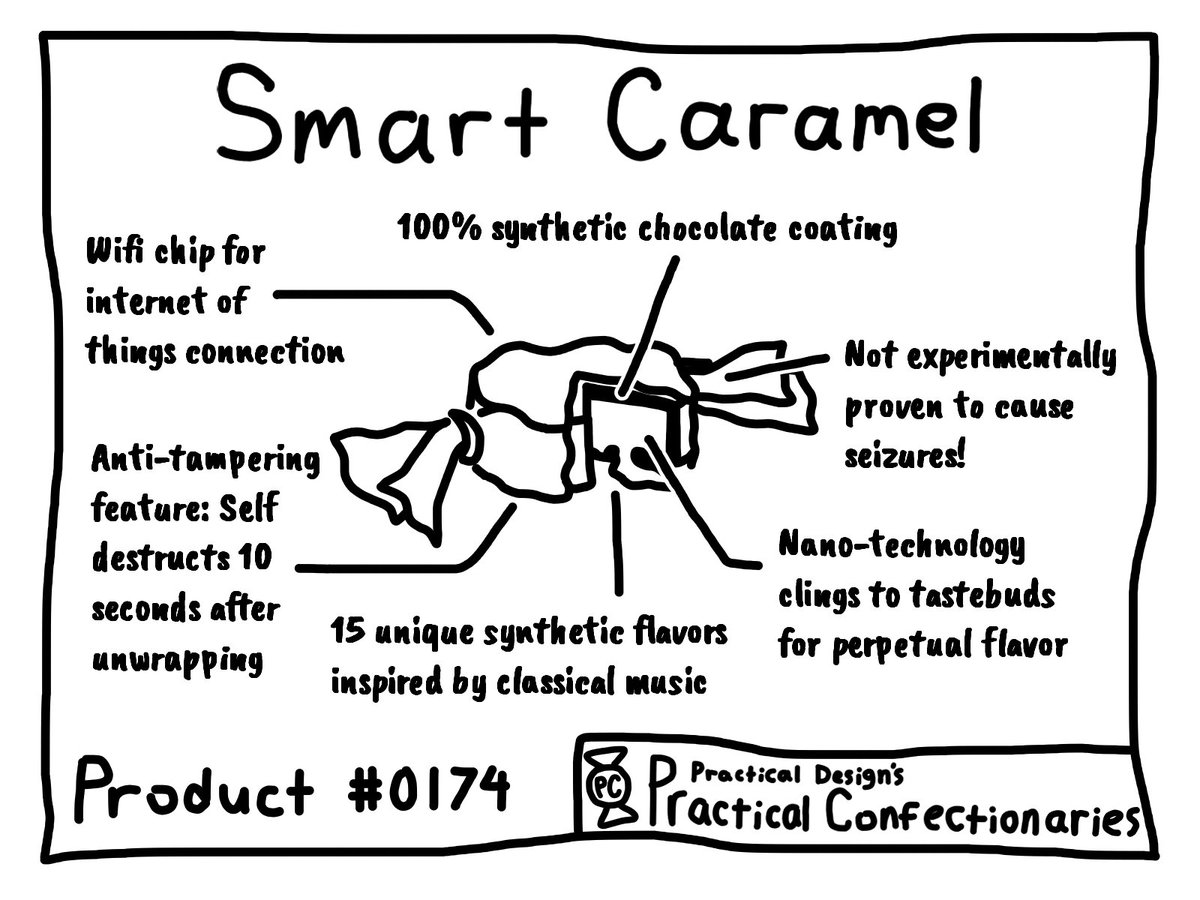 Smart Caramel
100% synthetic chocolate coating
Wifi chip for
internet of
things connection
Not experimentally
proven to cause
seizures!
Anti-tampering
feature: Self
destructs 10
seconds after
unwrapping
Nano-technology
clings to tastebuds
for perpetual flavor
15 unique synthetic flavors
inspired by classical music
Product #0174
PC
Practical Design's
Practical Confectionaries